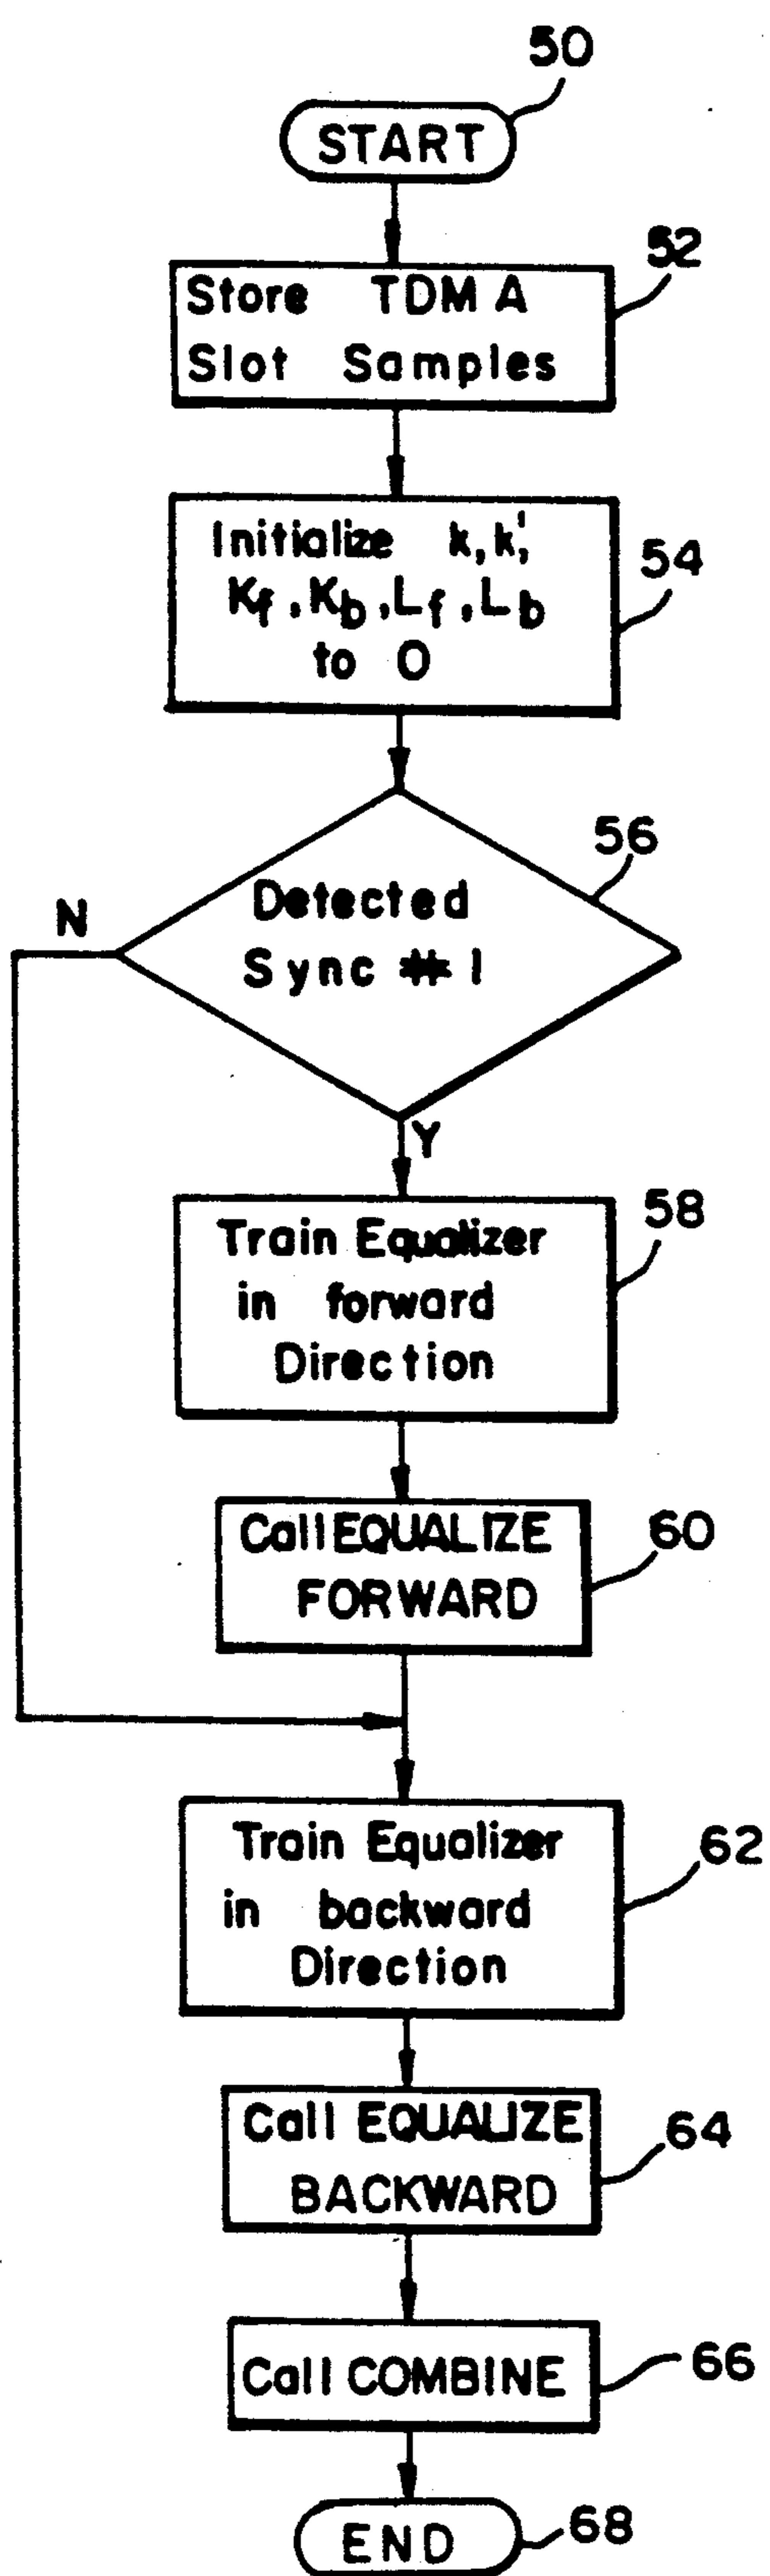 50
START
52
Store TDMA
Slot Samples
54
Initialize k, k',
Kf, Kb, Lf, Lb
to 0
56
Detected
Sync #1
N
Y
58
Train Equalizer
in forward
Direction
60
Call EQUALIZE
FORWARD
62
Train Equalizer
in backward
Direction
64
Call EQUALIZE
BACKWARD
66
Call COMBINE
68
END